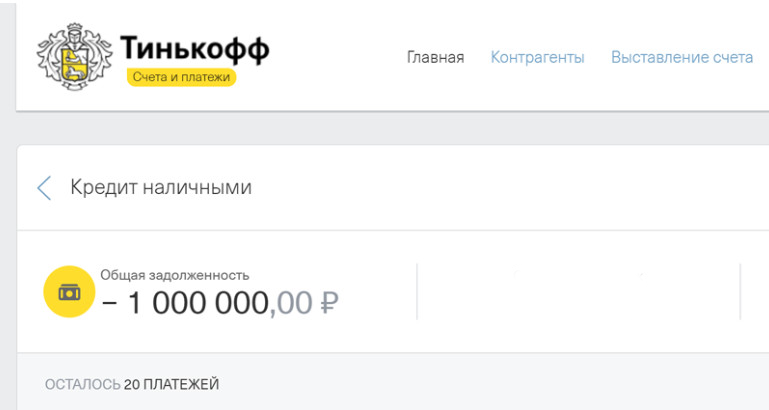 Тинькофф
Счета и платежи
Главная Контрагенты Выставление счета
Кредит наличными
Общая задолженность
– 1 000 000,00 ₽
ОСТАЛОСЬ 20 ПЛАТЕЖЕЙ